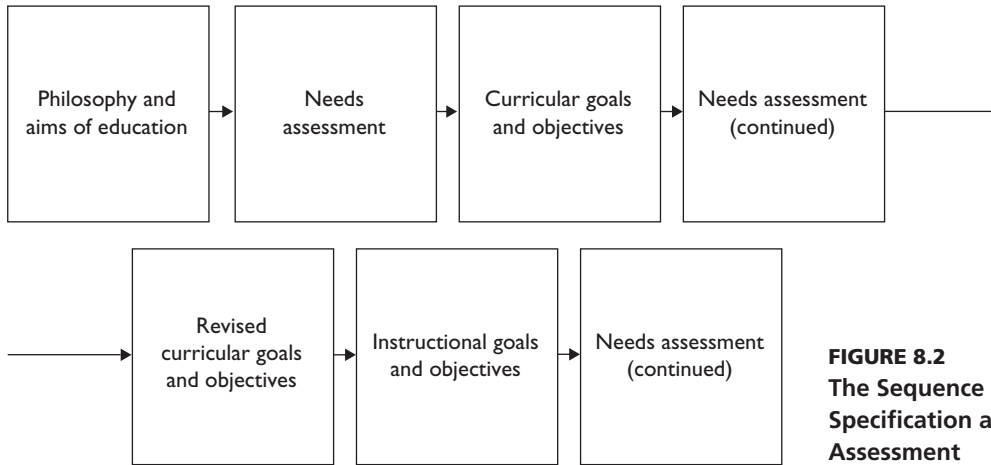 Philosophy and
aims of education
Needs
assessment
Curricular goals
and objectives
Needs assessment
(continued)
Revised
curricular goals
and objectives
Instructional goals
and objectives
Needs assessment
(continued)
FIGURE 8.2
The Sequence
Specification a
Assessment